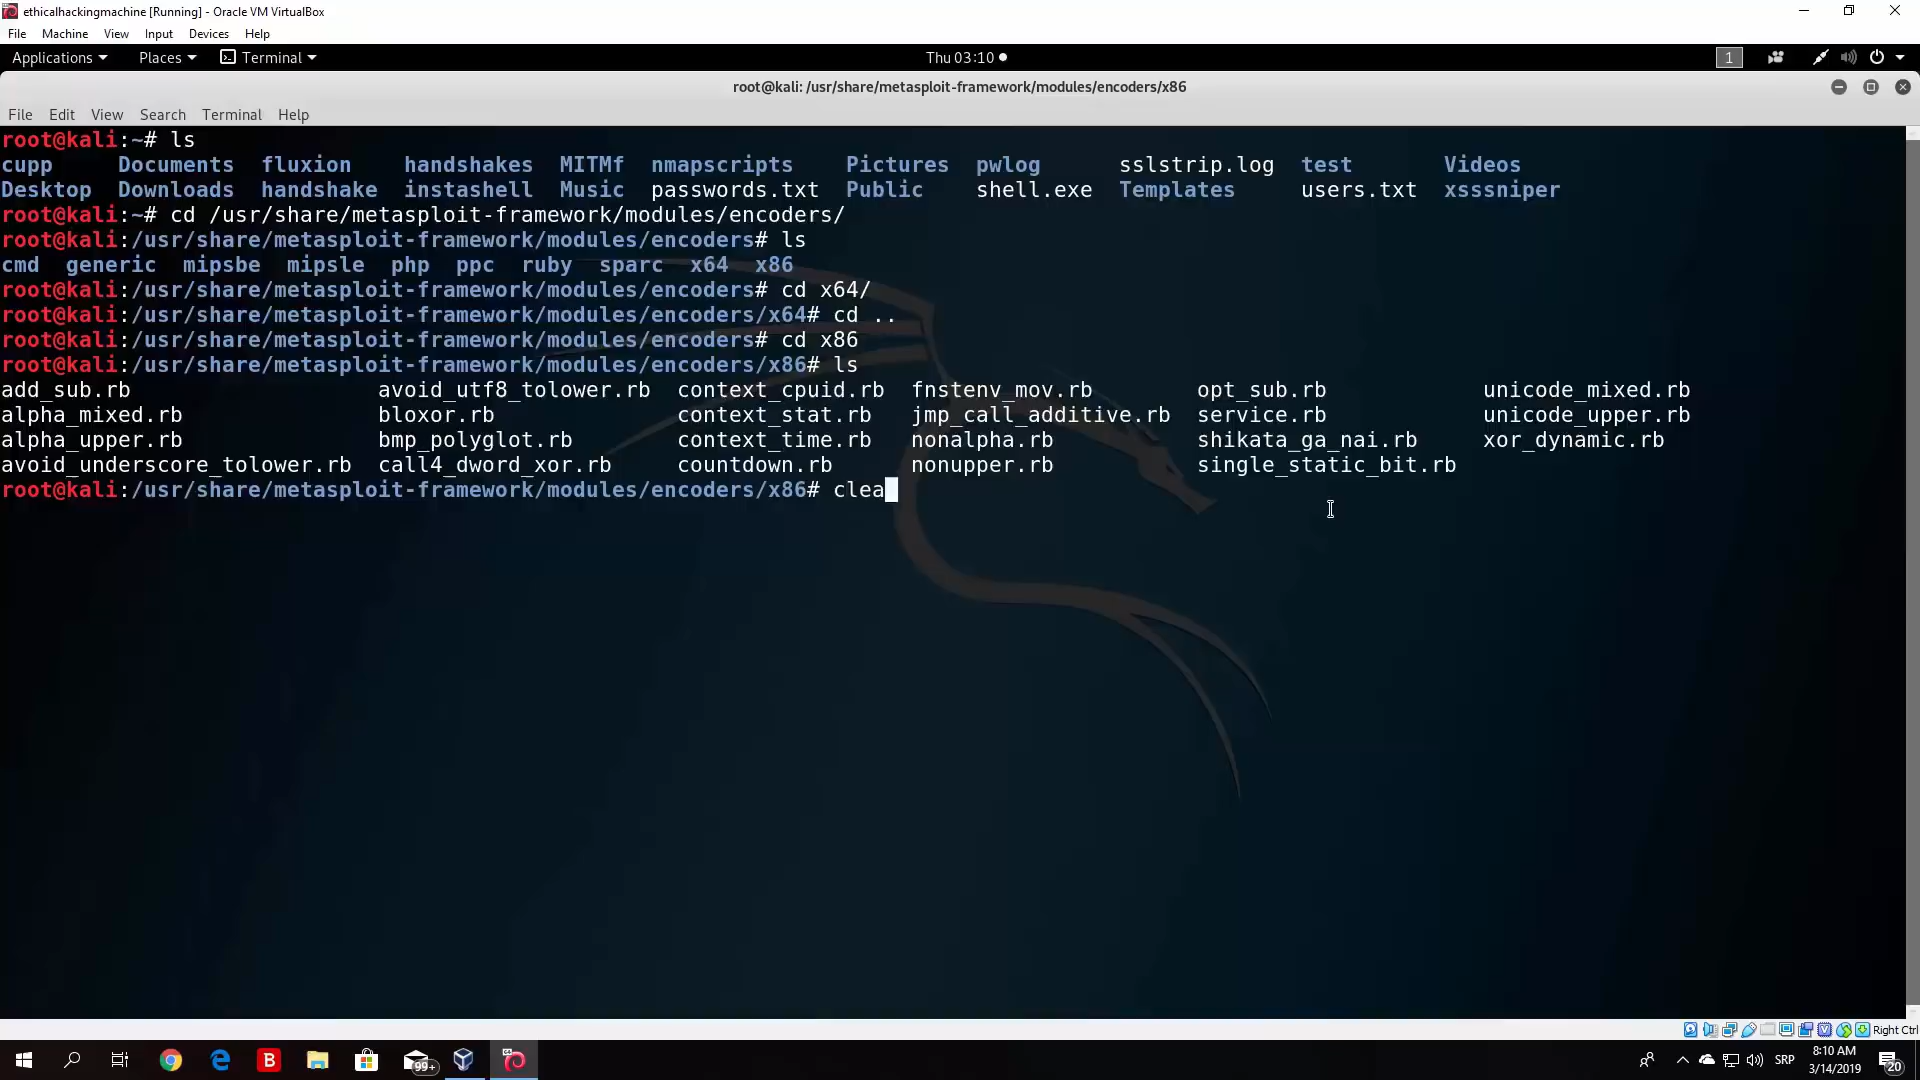 ethicalhackingmachine [Running] - Oracle VM VirtualBox
File Machine View Input Devices Help
Applications Places Terminal Thu 03:10 1
root@kali: /usr/share/metasploit-framework/modules/encoders/x86
File Edit View Search Terminal Help
root@kali:~# ls
cupp Documents fluxion handshakes MITMf nmapscripts Pictures pwlog sslstrip.log test Videos
Desktop Downloads handshake instashell Music passwords.txt Public shell.exe Templates users.txt xsssniper
root@kali:~# cd /usr/share/metasploit-framework/modules/encoders/
root@kali:/usr/share/metasploit-framework/modules/encoders# ls
cmd generic mipsbe mipsle php ppc ruby sparc x64 x86
root@kali:/usr/share/metasploit-framework/modules/encoders# cd x64/
root@kali:/usr/share/metasploit-framework/modules/encoders/x64# cd ..
root@kali:/usr/share/metasploit-framework/modules/encoders# cd x86
root@kali:/usr/share/metasploit-framework/modules/encoders/x86# ls
add_sub.rb avoid_utf8_tolower.rb context_cpuid.rb fnstenv_mov.rb opt_sub.rb unicode_mixed.rb
alpha_mixed.rb bloxor.rb context_stat.rb jmp_call_additive.rb service.rb unicode_upper.rb
alpha_upper.rb bmp_polyglot.rb context_time.rb nonalpha.rb shikata_ga_nai.rb xor_dynamic.rb
avoid_underscore_tolower.rb call4_dword_xor.rb countdown.rb nonupper.rb single_static_bit.rb
root@kali:/usr/share/metasploit-framework/modules/encoders/x86# clea
Right Ctrl
B 99+ SRP 8:10 AM
3/14/2019 20